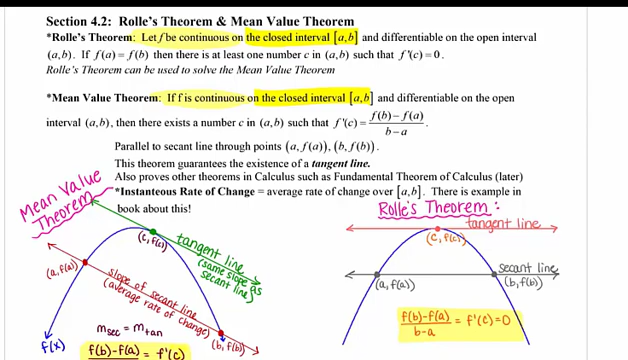 Section 4.2:  Rolle's Theorem & Mean Value Theorem
*Rolle's Theorem: Let f be continuous on the closed interval [a,b] and differentiable on the open interval
(a,b). If f(a) = f(b) then there is at least one number c in (a,b) such that f'(c) = 0.
Rolle's Theorem can be used to solve the Mean Value Theorem
*Mean Value Theorem: If f is continuous on the closed interval [a,b] and differentiable on the open
interval (a,b), then there exists a number c in (a,b) such that f'(c) = f(b) − f(a) / b − a.
Parallel to secant line through points (a, f(a)), (b, f(b)).
This theorem guarantees the existence of a tangent line.
Also proves other theorems in Calculus such as Fundamental Theorem of Calculus (later)
*Instanteous Rate of Change = average rate of change over [a,b]. There is example in
book about this!
Mean Value
Theorem:
(c, f(c))
tangent line
(same slope as
secant line)
(a, f(a))
slope of secant line
(average rate of change)
m sec = m tan
(b, f(b))
f(x)
f(b)-f(a) = f'(c)
Rolle's Theorem:
tangent line
(c, f(c))
secant line
(a, f(a))
(b, f(b))
f(b)-f(a) / b-a = f'(c) = 0